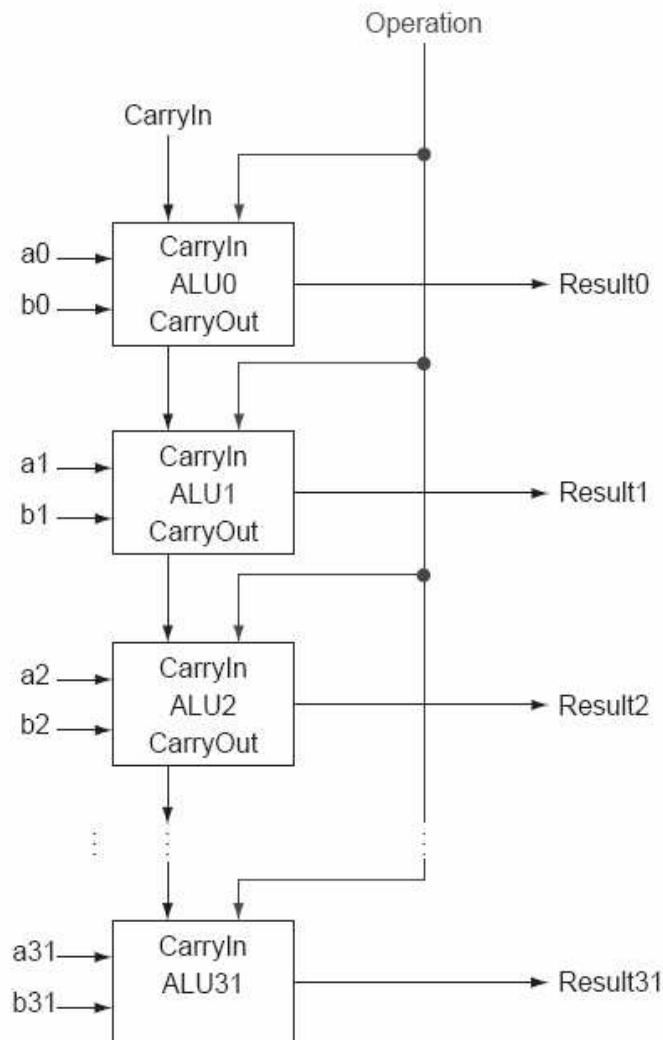 Operation
CarryIn
a0
b0
CarryIn
ALU0
CarryOut
Result0
a1
b1
CarryIn
ALU1
CarryOut
Result1
a2
b2
CarryIn
ALU2
CarryOut
Result2
a31
b31
CarryIn
ALU31
Result31